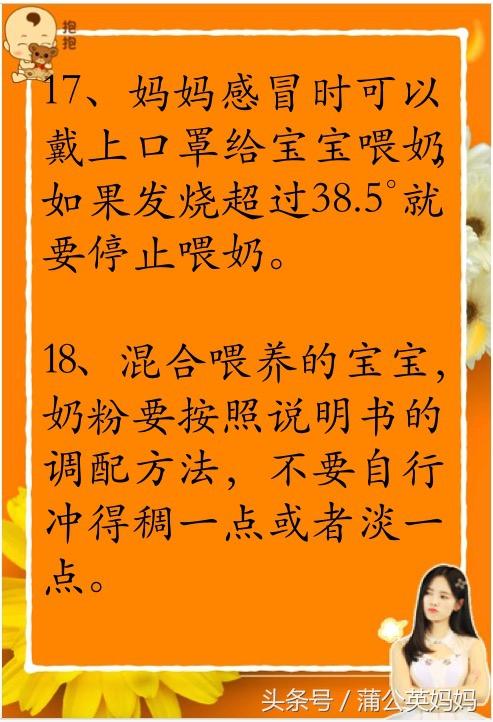 抱抱
17、妈妈感冒时可以
戴上口罩给宝宝喂奶,
如果发烧超过38.5°就
要停止喂奶。
18、混合喂养的宝宝,
奶粉要按照说明书的
调配方法，不要自行
冲得稠一点或者淡一
点。
头条号 / 蒲公英妈妈